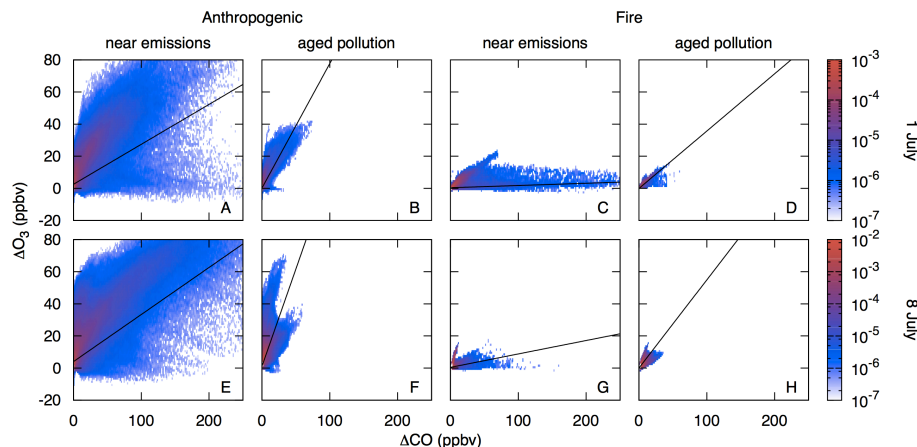 Anthropogenic Fire
near emissions aged pollution near emissions aged pollution
80 60 40 20 0 -20
A B C D
ΔO₃ (ppbv)
10⁻³ 10⁻⁴ 10⁻⁵ 10⁻⁶ 10⁻⁷
1 July
80 60 40 20 0 -20
E F G H
ΔO₃ (ppbv)
10⁻² 10⁻³ 10⁻⁴ 10⁻⁵ 10⁻⁶ 10⁻⁷
8 July
0 100 200 0 100 200 0 100 200 0 100 200
ΔCO (ppbv)